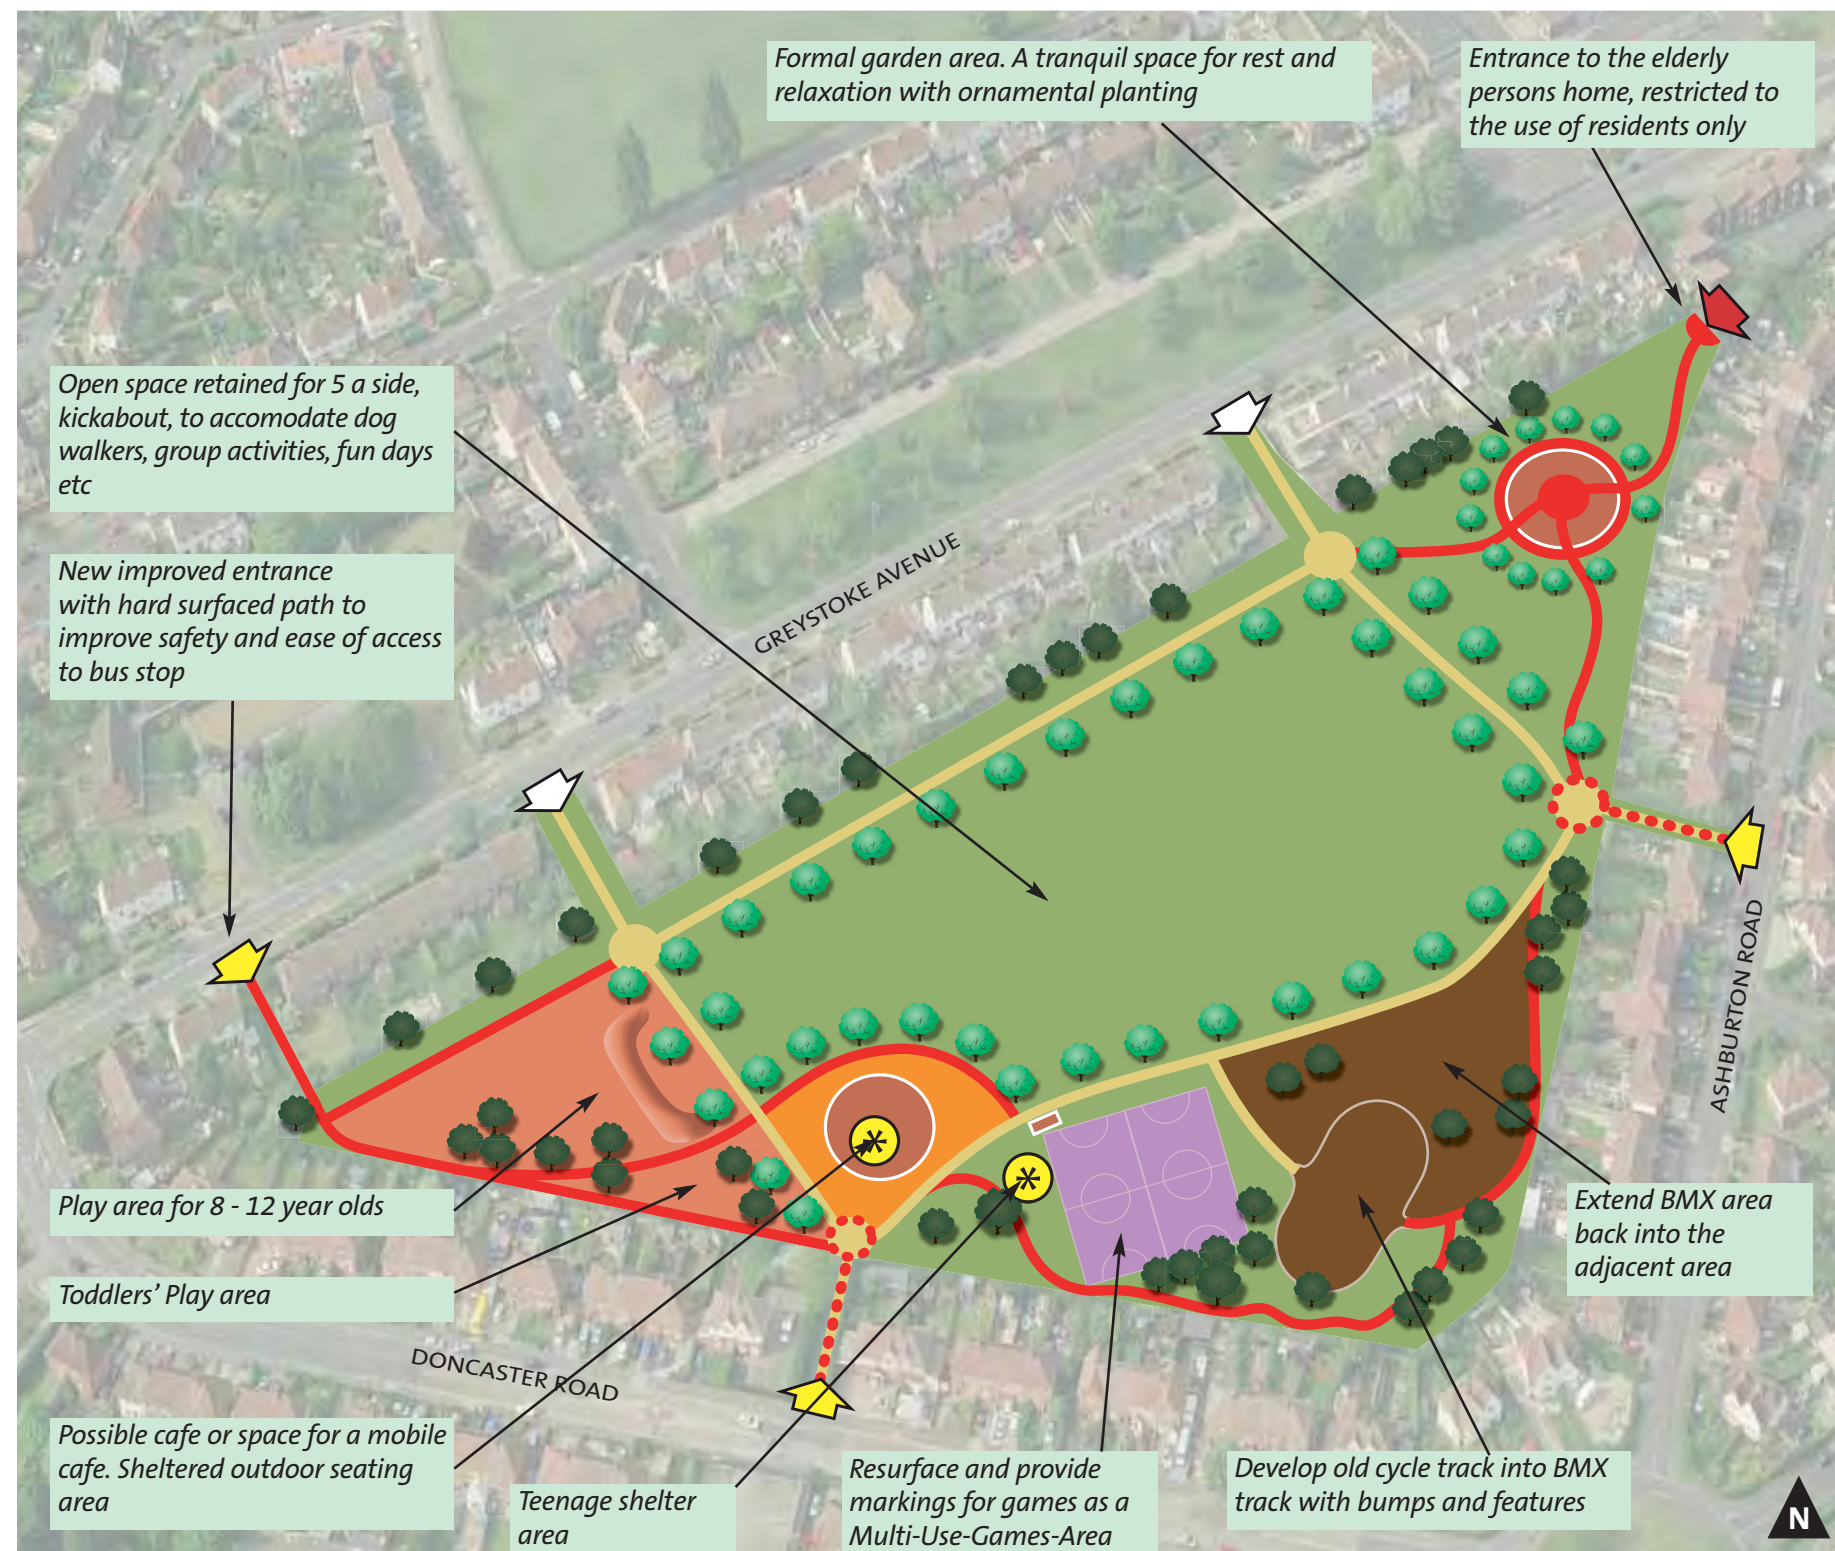 Formal garden area. A tranquil space for rest and
relaxation with ornamental planting
Entrance to the elderly
persons home, restricted to
the use of residents only
Open space retained for 5 a side,
kickabout, to accomodate dog
walkers, group activities, fun days
etc
New improved entrance
with hard surfaced path to
improve safety and ease of access
to bus stop
GREYSTOKE AVENUE
ASHBURTON ROAD
Play area for 8 - 12 year olds
Toddlers' Play area
Extend BMX area
back into the
adjacent area
DONCASTER ROAD
Possible cafe or space for a mobile
cafe. Sheltered outdoor seating
area
Teenage shelter
area
Resurface and provide
markings for games as a
Multi-Use-Games-Area
Develop old cycle track into BMX
track with bumps and features
N